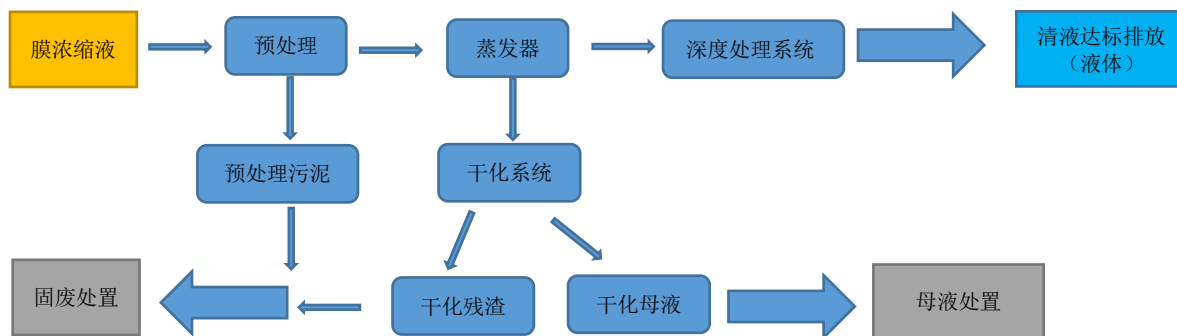 膜浓缩液
预处理
蒸发器
深度处理系统
清液达标排放
（液体）
预处理污泥
干化系统
固废处置
干化残渣
干化母液
母液处置